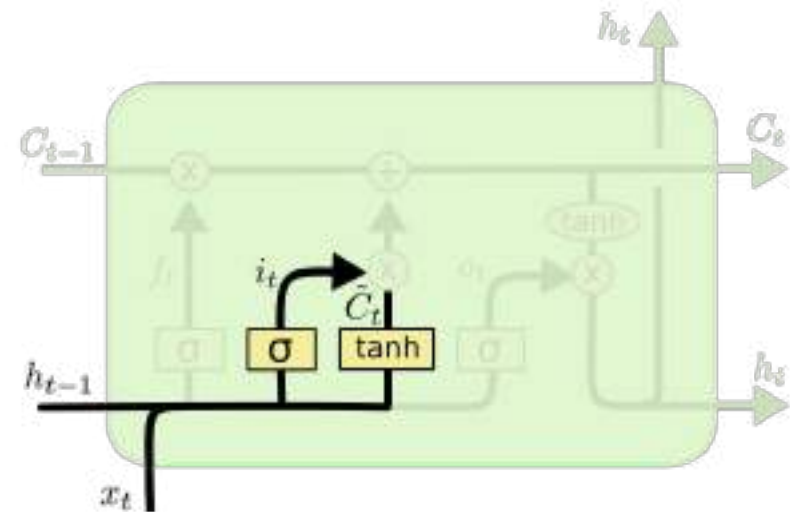 h_t
C_{t-1}
C_t
×
+
tanh
f_t
i_t
×
o_t
×
C̃_t
σ
σ
tanh
σ
h_{t-1}
h_t
x_t